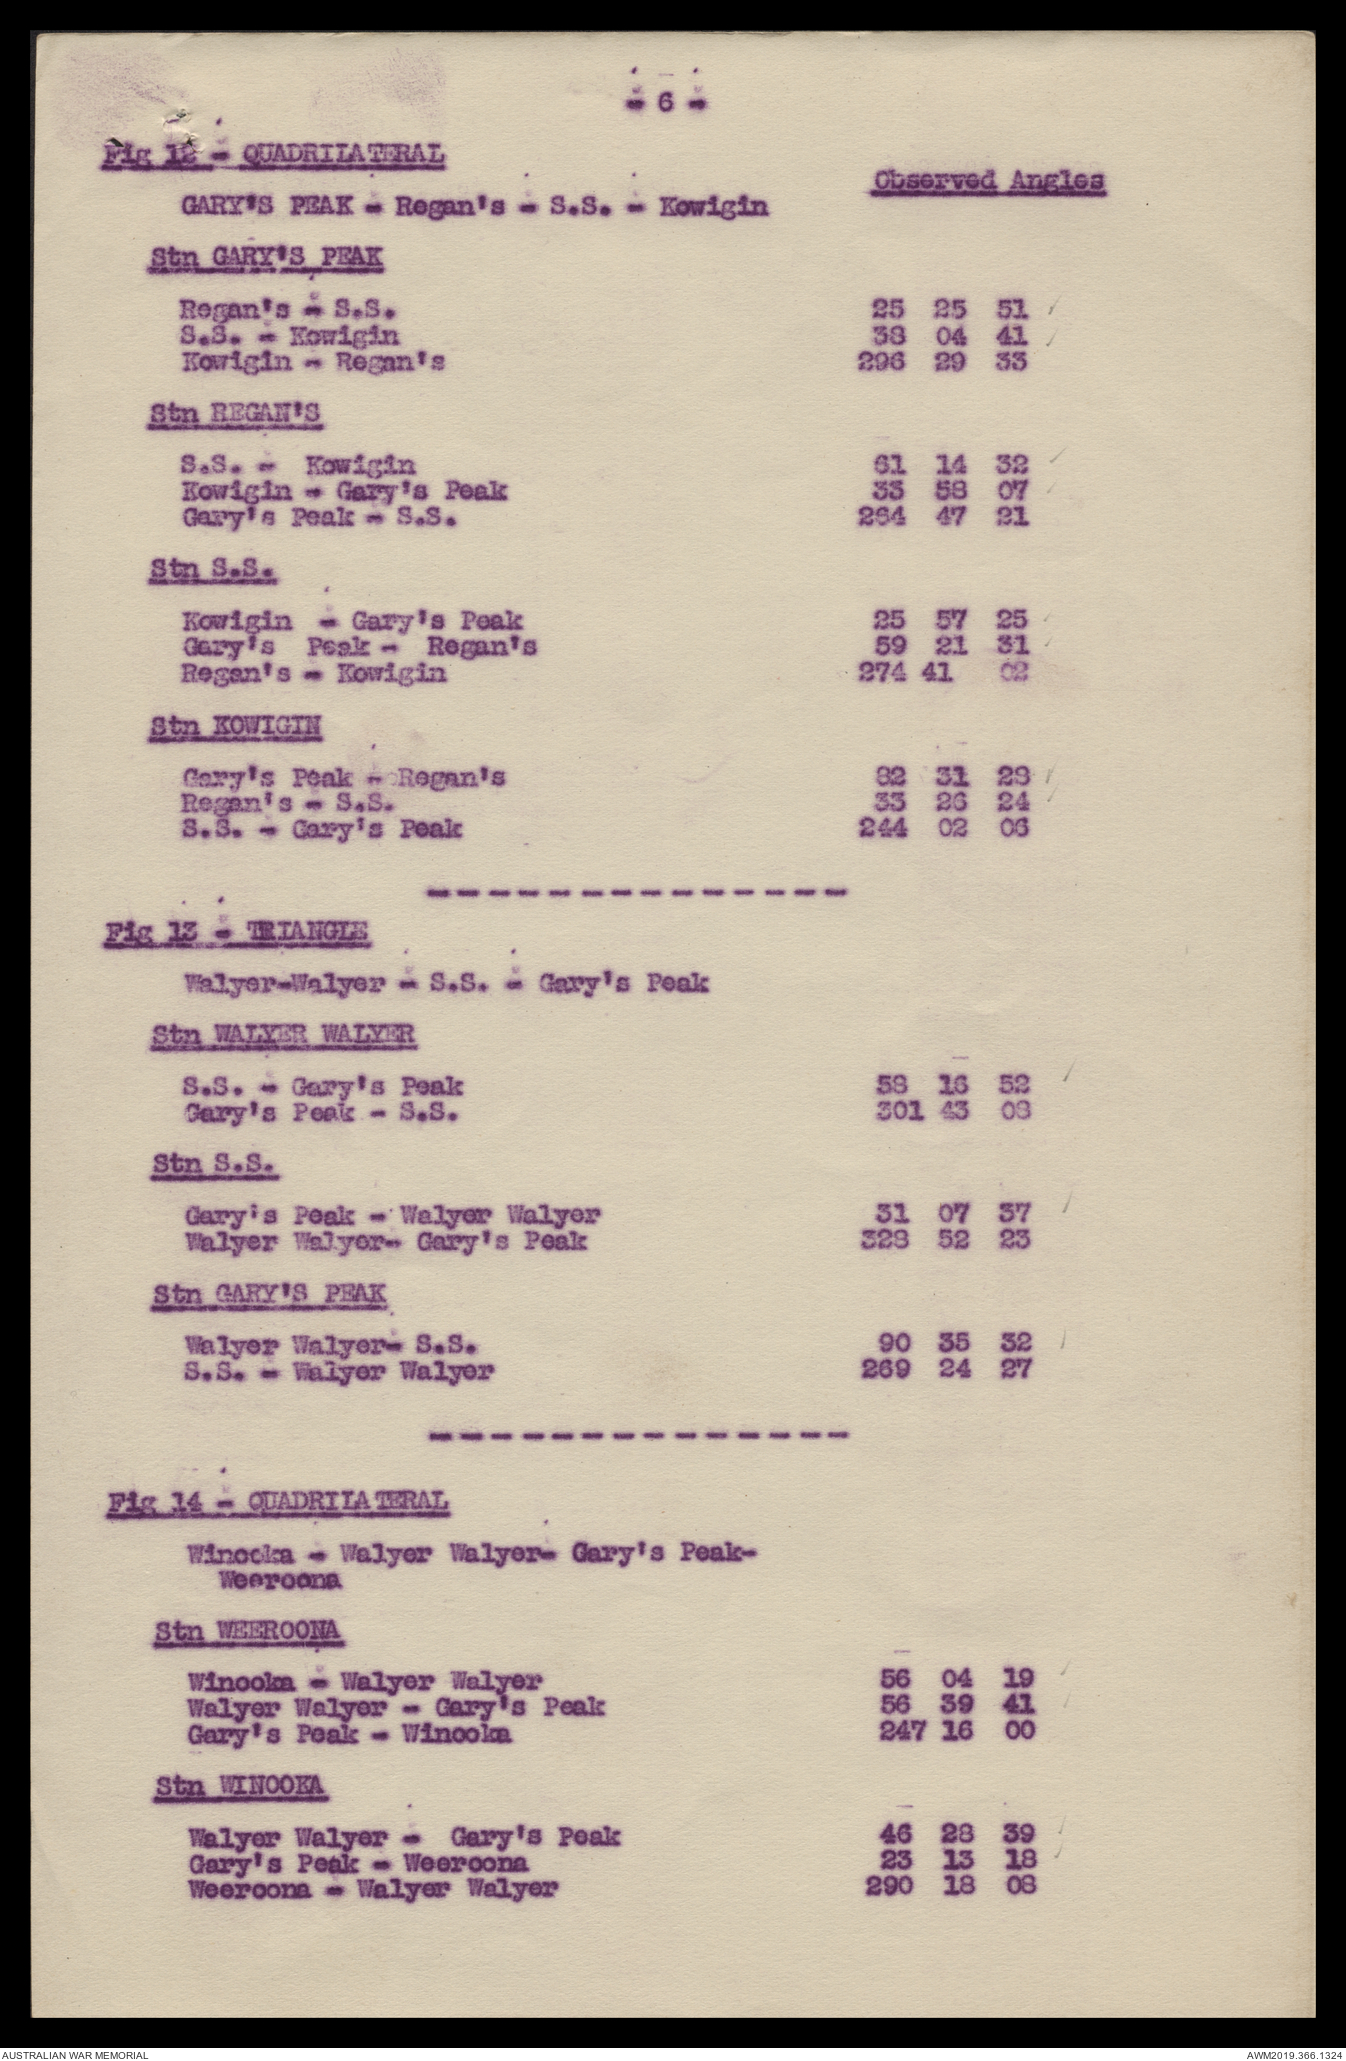 - 6 -
Fig 12 - QUADRILATERAL
Observed Angles
GARY'S PEAK - Regan's - S.S. - Kowigin
Stn GARY'S PEAK
Regan's - S.S. 25 25 51
S.S. - Kowigin 38 04 41
Kowigin - Regan's 296 29 33
Stn REGAN'S
S.S. - Kowigin 61 14 32
Kowigin - Gary's Peak 33 58 07
Gary's Peak - S.S. 264 47 21
Stn S.S.
Kowigin - Gary's Peak 25 57 25
Gary's Peak - Regan's 59 21 31
Regan's - Kowigin 274 41 02
Stn KOWIGIN
Gary's Peak - Regan's 82 31 28
Regan's - S.S. 33 26 24
S.S. - Gary's Peak 244 02 06
- - - - - - - - - - - - - -
Fig 13 - TRIANGLE
Walyer-Walyer - S.S. - Gary's Peak
Stn WALYER WALYER
S.S. - Gary's Peak 58 16 52
Gary's Peak - S.S. 301 43 08
Stn S.S.
Gary's Peak - Walyer Walyer 31 07 37
Walyer Walyer- Gary's Peak 328 52 23
Stn GARY'S PEAK
Walyer Walyer- S.S. 90 35 32
S.S. - Walyer Walyer 269 24 27
- - - - - - - - - - - - - -
Fig 14 - QUADRILATERAL
Winooka - Walyer Walyer- Gary's Peak-
Weeroona
Stn WEEROONA
Winooka - Walyer Walyer 56 04 19
Walyer Walyer - Gary's Peak 56 39 41
Gary's Peak - Winooka 247 16 00
Stn WINOOKA
Walyer Walyer - Gary's Peak 46 28 39
Gary's Peak - Weeroona 23 13 18
Weeroona - Walyer Walyer 290 18 08
AUSTRALIAN WAR MEMORIAL AWM2019.366.1324